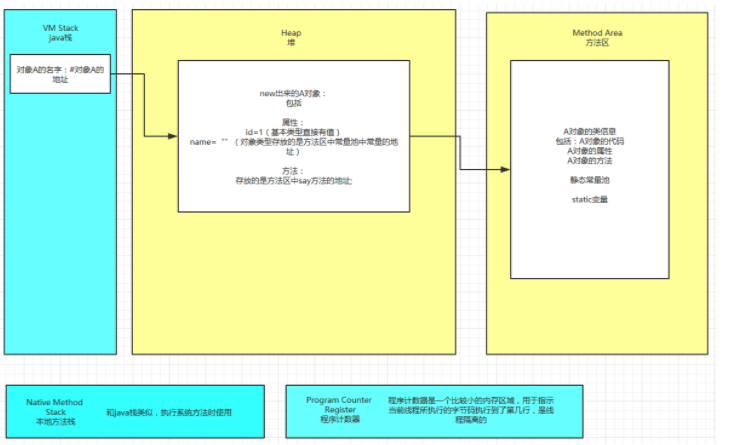 VM Stack
java栈
对象A的名字：#对象A的
地址
Heap
堆
new出来的A对象：
包括
属性：
id=1（基本类型直接有值）
name=“”（对象类型存放的是方法区中常量池中常量的地
址）
方法：
存放的是方法区中say方法的地址;
Method Area
方法区
A对象的类信息
包括：A对象的代码
A对象的属性
A对象的方法
静态常量池
static变量
Native Method
Stack
本地方法栈
和java栈类似，执行系统方法时使用
Program Counter
Register
程序计数器
程序计数器是一个比较小的内存区域，用于指示
当前线程所执行的字节码执行到了第几行，是线
程隔离的